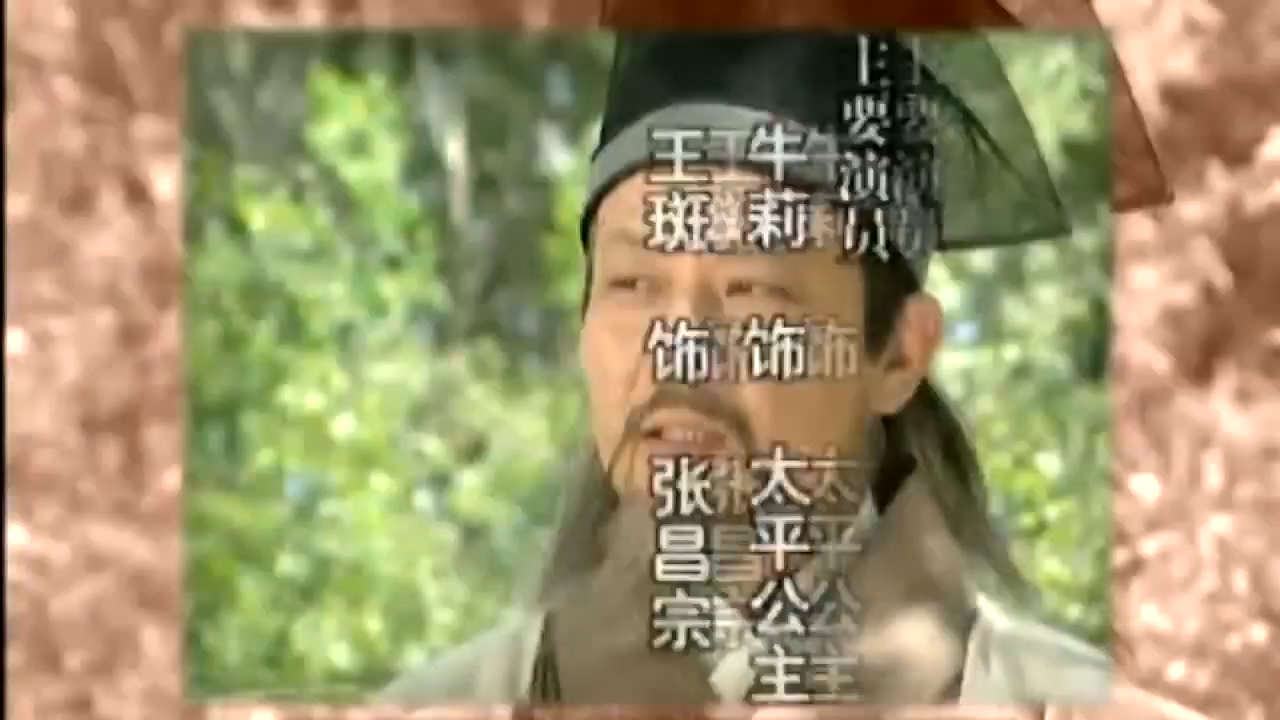 主要演员
牛莉 饰 太平公主
王斑 饰 张昌宗